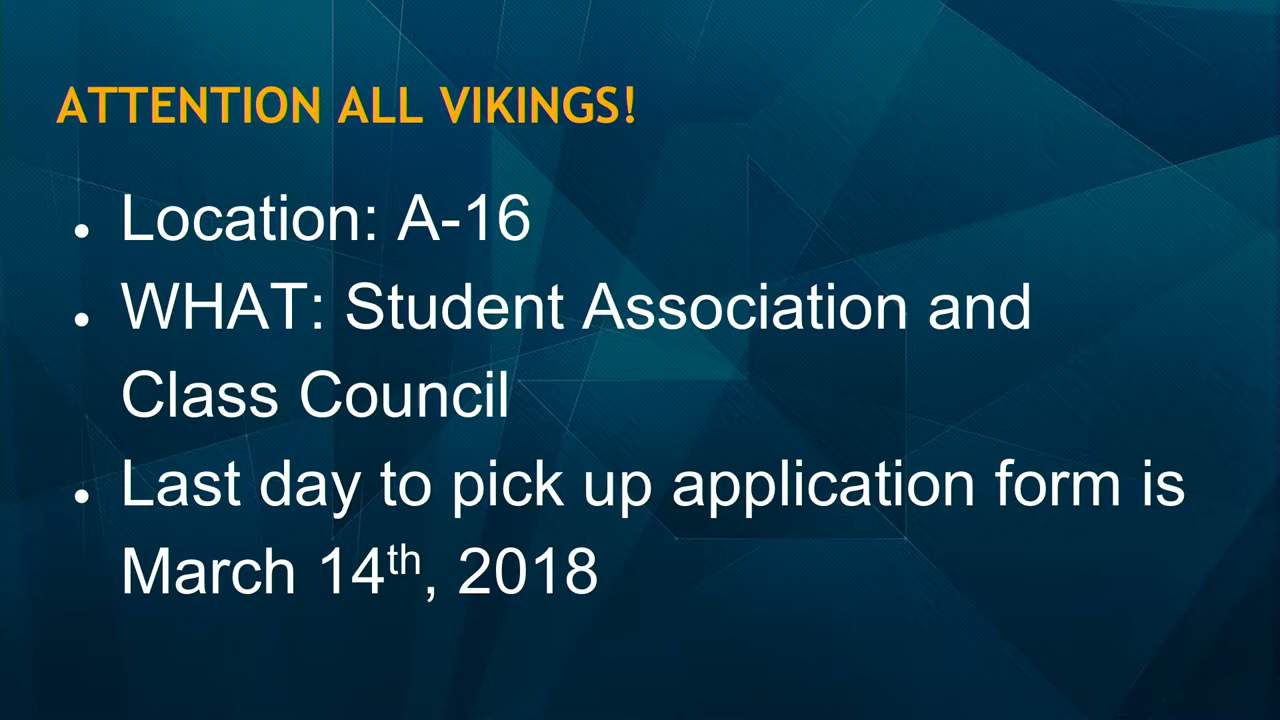 ATTENTION ALL VIKINGS!
● Location: A-16
● WHAT: Student Association and
Class Council
● Last day to pick up application form is
March 14th, 2018